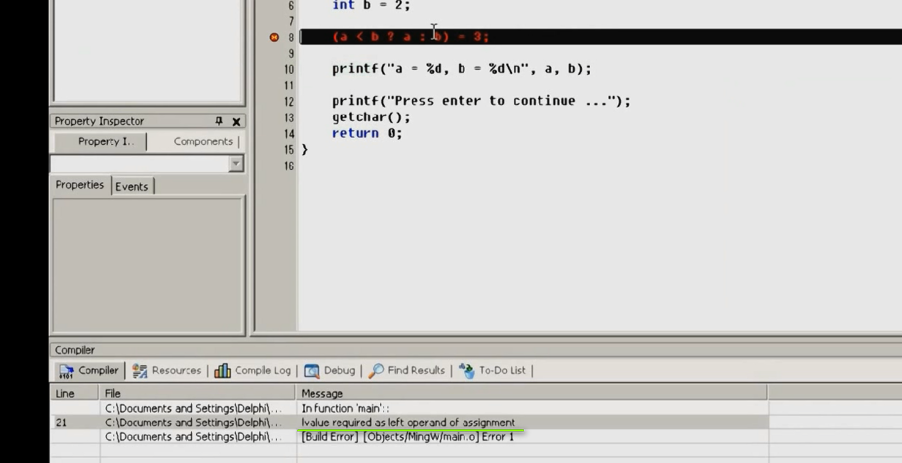 6 int b = 2;
7
8 (a < b ? a : b) = 3;
9
10 printf("a = %d, b = %d\n", a, b);
11
12 printf("Press enter to continue ...");
13 getchar();
14 return 0;
15 }
16
Property Inspector
Property I.. Components
Properties Events
Compiler
Compiler Resources Compile Log Debug Find Results To-Do List
Line File Message
C:\Documents and Settings\Delphi\... In function 'main'::
21 C:\Documents and Settings\Delphi\... lvalue required as left operand of assignment
C:\Documents and Settings\Delphi\... [Build Error] [Objects/MingW/main.o] Error 1